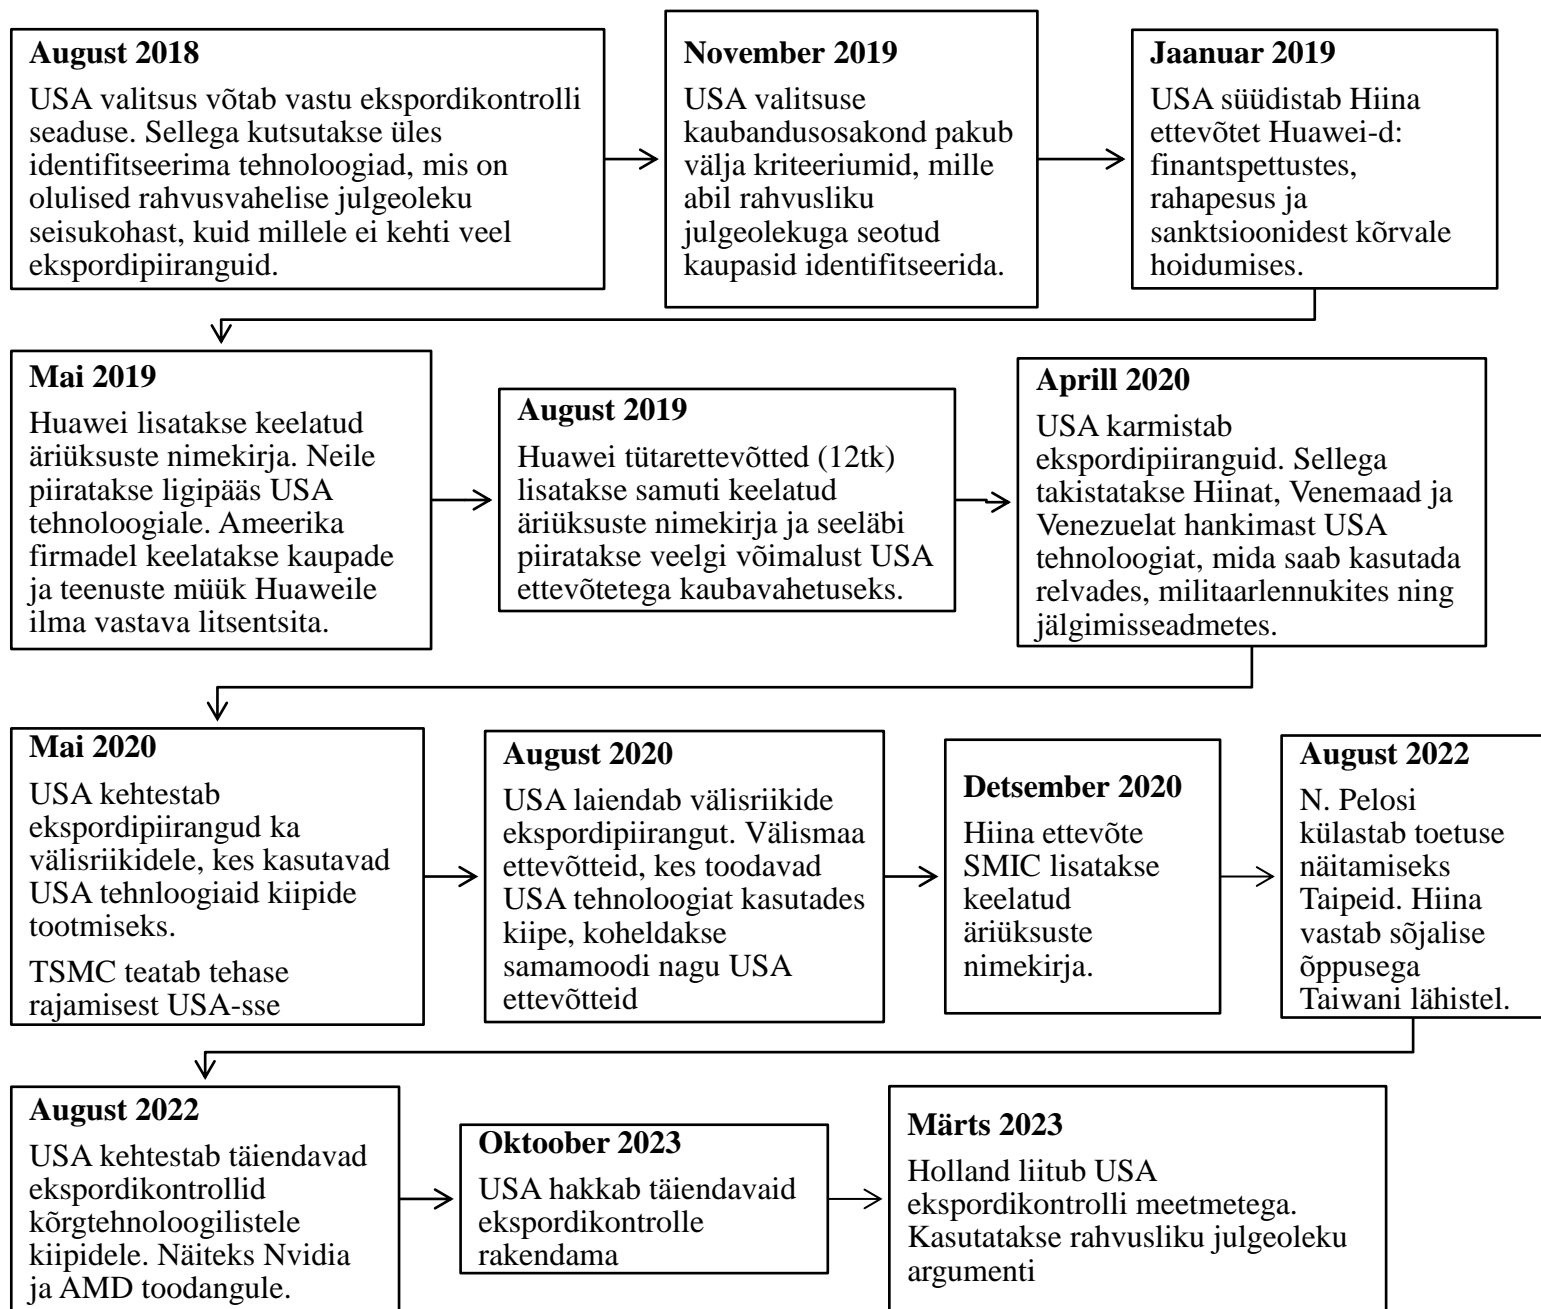 August 2018
USA valitsus võtab vastu ekspordikontrolli
seaduse. Sellega kutsutakse üles
identifitseerima tehnoloogiad, mis on
olulised rahvusvahelise julgeoleku
seisukohast, kuid millele ei kehti veel
ekspordipiiranguid.
November 2019
USA valitsuse
kaubandusosakond pakub
välja kriteeriumid, mille
abil rahvusliku
julgeolekuga seotud
kaupasid identifitseerida.
Jaanuar 2019
USA süüdistab Hiina
ettevõtet Huawei-d:
finantspettustes,
rahapesus ja
sanktsioonidest kõrvale
hoidumises.
Mai 2019
Huawei lisatakse keelatud
äriüksuste nimekirja. Neile
piiratakse ligipääs USA
tehnoloogiale. Ameerika
firmadel keelatakse kaupade
ja teenuste müük Huaweile
ilma vastava litsentsita.
August 2019
Huawei tütarettevõtted (12tk)
lisatakse samuti keelatud
äriüksuste nimekirja ja seeläbi
piiratakse veelgi võimalust USA
ettevõtetega kaubavahetuseks.
Aprill 2020
USA karmistab
ekspordipiiranguid. Sellega
takistatakse Hiinat, Venemaad ja
Venezuelat hankimast USA
tehnoloogiat, mida saab kasutada
relvades, militaarlennukites ning
jälgimisseadmetes.
Mai 2020
USA kehtestab
ekspordipiirangud ka
välisriikidele, kes kasutavad
USA tehnloogiaid kiipide
tootmiseks.
TSMC teatab tehase
rajamisest USA-sse
August 2020
USA laiendab välisriikide
ekspordipiirangut. Välismaa
ettevõtteid, kes toodavad
USA tehnoloogiat kasutades
kiipe, koheldakse
samamoodi nagu USA
ettevõtteid
Detsember 2020
Hiina ettevõte
SMIC lisatakse
keelatud
äriüksuste
nimekirja.
August 2022
N. Pelosi
külastab toetuse
näitamiseks
Taipeid. Hiina
vastab sõjalise
õppusega
Taiwani lähistel.
August 2022
USA kehtestab täiendavad
ekspordikontrollid
kõrgtehnoloogilistele
kiipidele. Näiteks Nvidia
ja AMD toodangule.
Oktoober 2023
USA hakkab täiendavaid
ekspordikontrolle
rakendama
Märts 2023
Holland liitub USA
ekspordikontrolli meetmetega.
Kasutatakse rahvusliku julgeoleku
argumenti